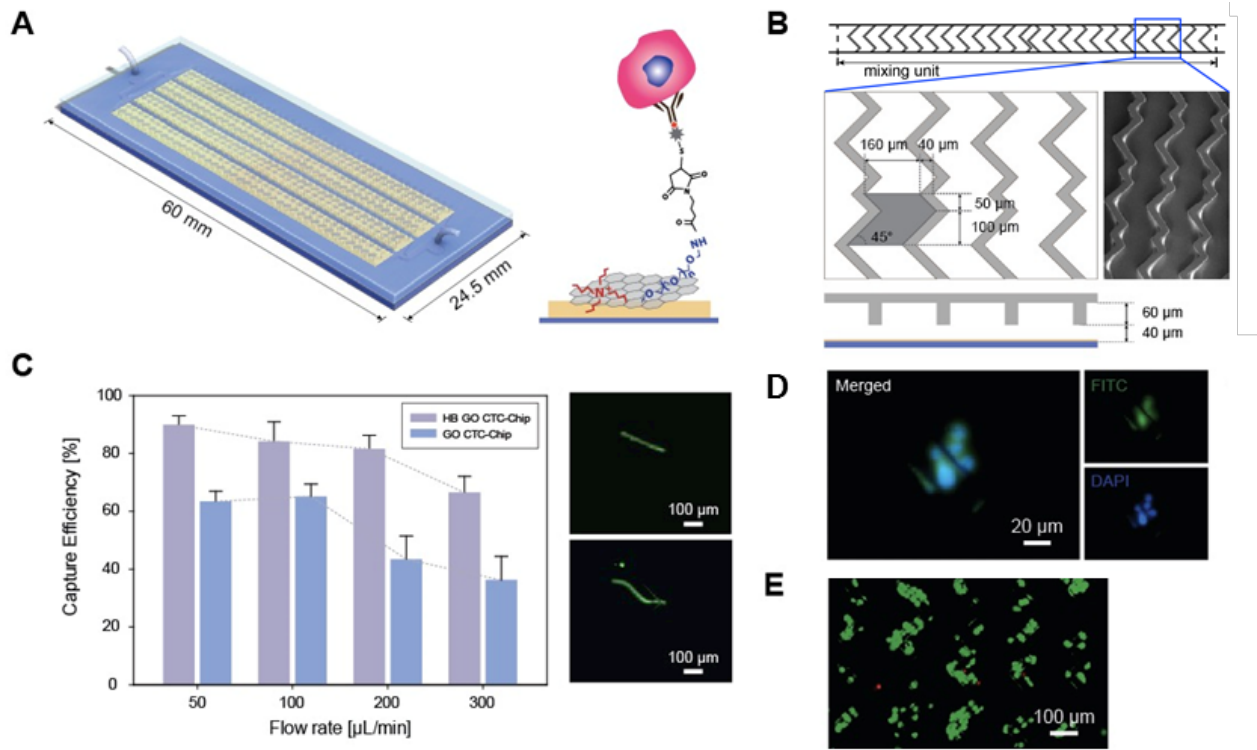 A
60 mm
24.5 mm
S
O
N
O
O
NH
O
O
O
O
N
B
mixing unit
160 µm
40 µm
50 µm
100 µm
45°
60 µm
40 µm
C
Capture Efficiency [%]
100
80
60
40
20
0
HB GO CTC-Chip
GO CTC-Chip
50
100
200
300
Flow rate [µL/min]
100 µm
100 µm
D
Merged
20 µm
FITC
DAPI
E
100 µm